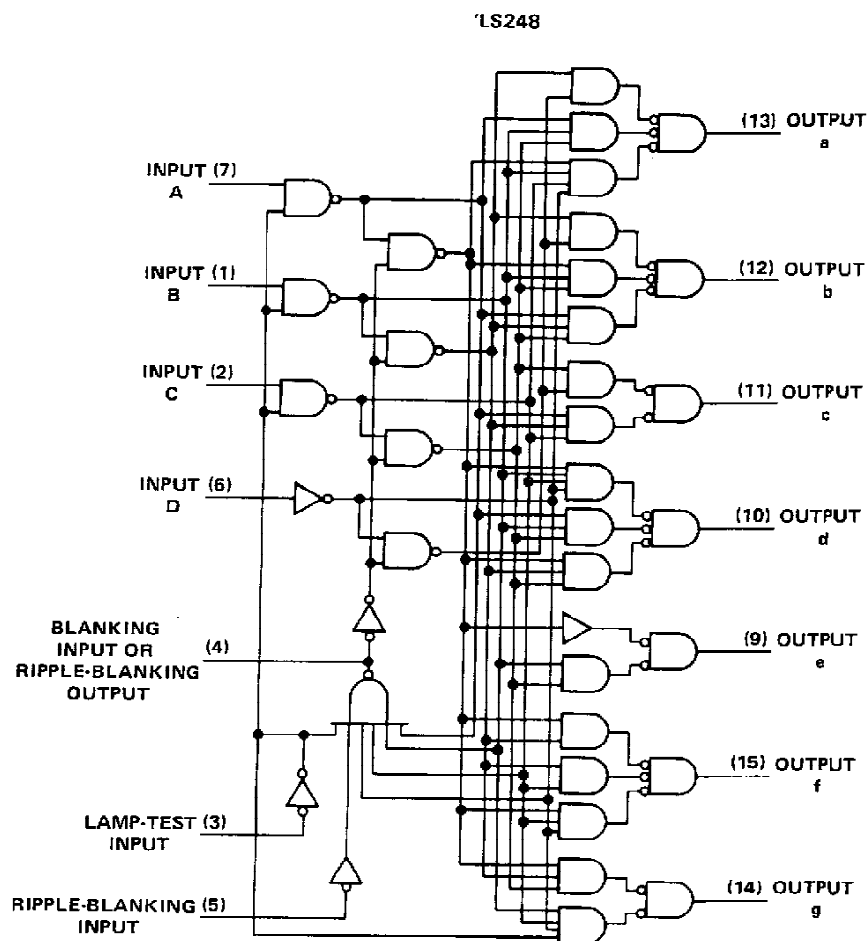 'LS248
INPUT (7)
A
INPUT (1)
B
INPUT (2)
C
INPUT (6)
D
BLANKING
INPUT OR (4)
RIPPLE-BLANKING
OUTPUT
LAMP-TEST (3)
INPUT
RIPPLE-BLANKING (5)
INPUT
(13) OUTPUT
a
(12) OUTPUT
b
(11) OUTPUT
c
(10) OUTPUT
d
(9) OUTPUT
e
(15) OUTPUT
f
(14) OUTPUT
g